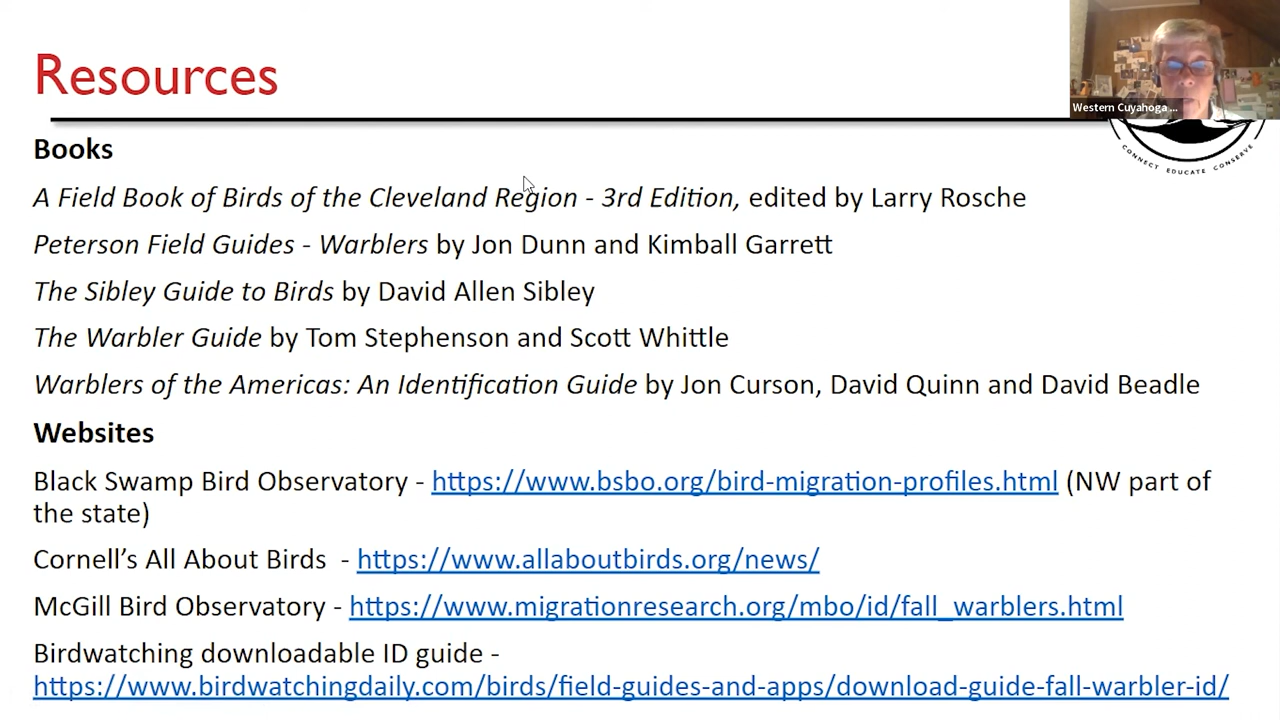 Resources
Western Cuyahoga ...
CONNECT EDUCATE CONSERVE
Books
A Field Book of Birds of the Cleveland Region - 3rd Edition, edited by Larry Rosche
Peterson Field Guides - Warblers by Jon Dunn and Kimball Garrett
The Sibley Guide to Birds by David Allen Sibley
The Warbler Guide by Tom Stephenson and Scott Whittle
Warblers of the Americas: An Identification Guide by Jon Curson, David Quinn and David Beadle
Websites
Black Swamp Bird Observatory - https://www.bsbo.org/bird-migration-profiles.html (NW part of
the state)
Cornell’s All About Birds - https://www.allaboutbirds.org/news/
McGill Bird Observatory - https://www.migrationresearch.org/mbo/id/fall_warblers.html
Birdwatching downloadable ID guide -
https://www.birdwatchingdaily.com/birds/field-guides-and-apps/download-guide-fall-warbler-id/